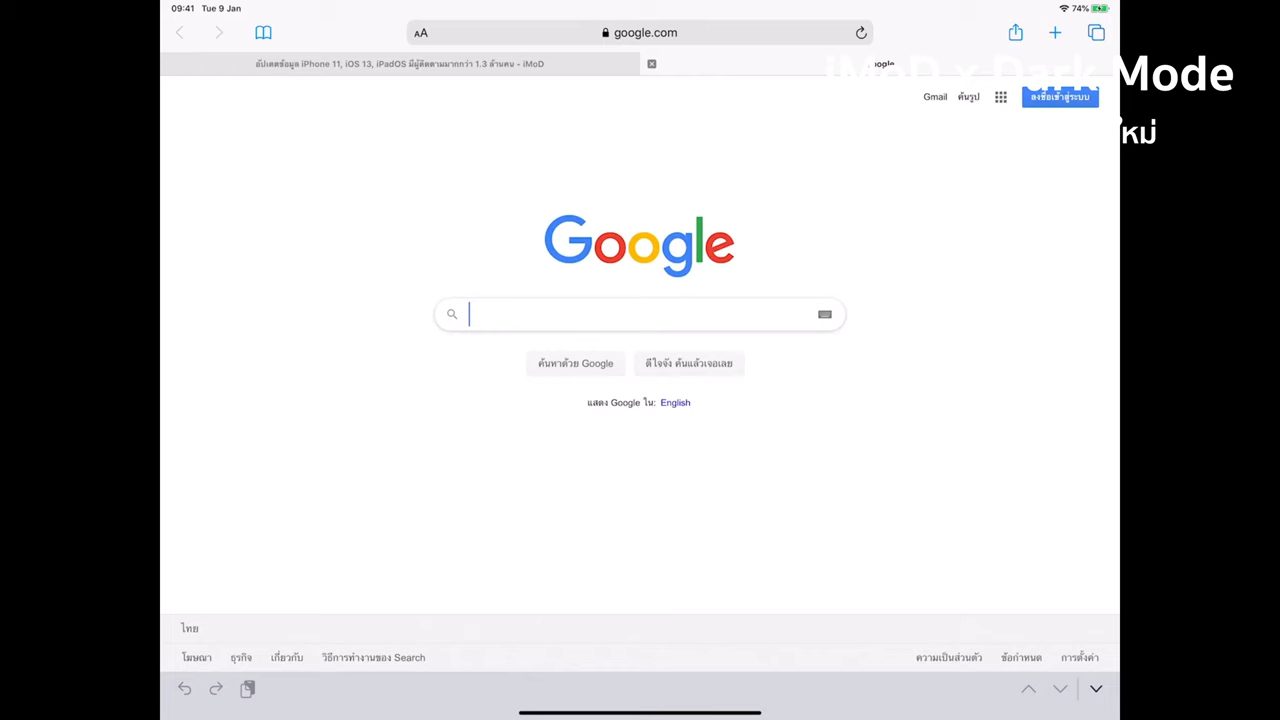 09:41 Tue 9 Jan
74%
AA
google.com
อัปเดตข้อมูล iPhone 11, iOS 13, iPadOS มีผู้ติดตามมากกว่า 1.3 ล้านคน - iMoD
iMoD x Dark Mode
Gmail ค้นรูป ลงชื่อเข้าสู่ระบบ
Google
ค้นหาด้วย Google ดีใจจัง ค้นแล้วเจอเลย
แสดง Google ใน: English
ไทย
โฆษณา ธุรกิจ เกี่ยวกับ วิธีการทำงานของ Search ความเป็นส่วนตัว ข้อกำหนด การตั้งค่า